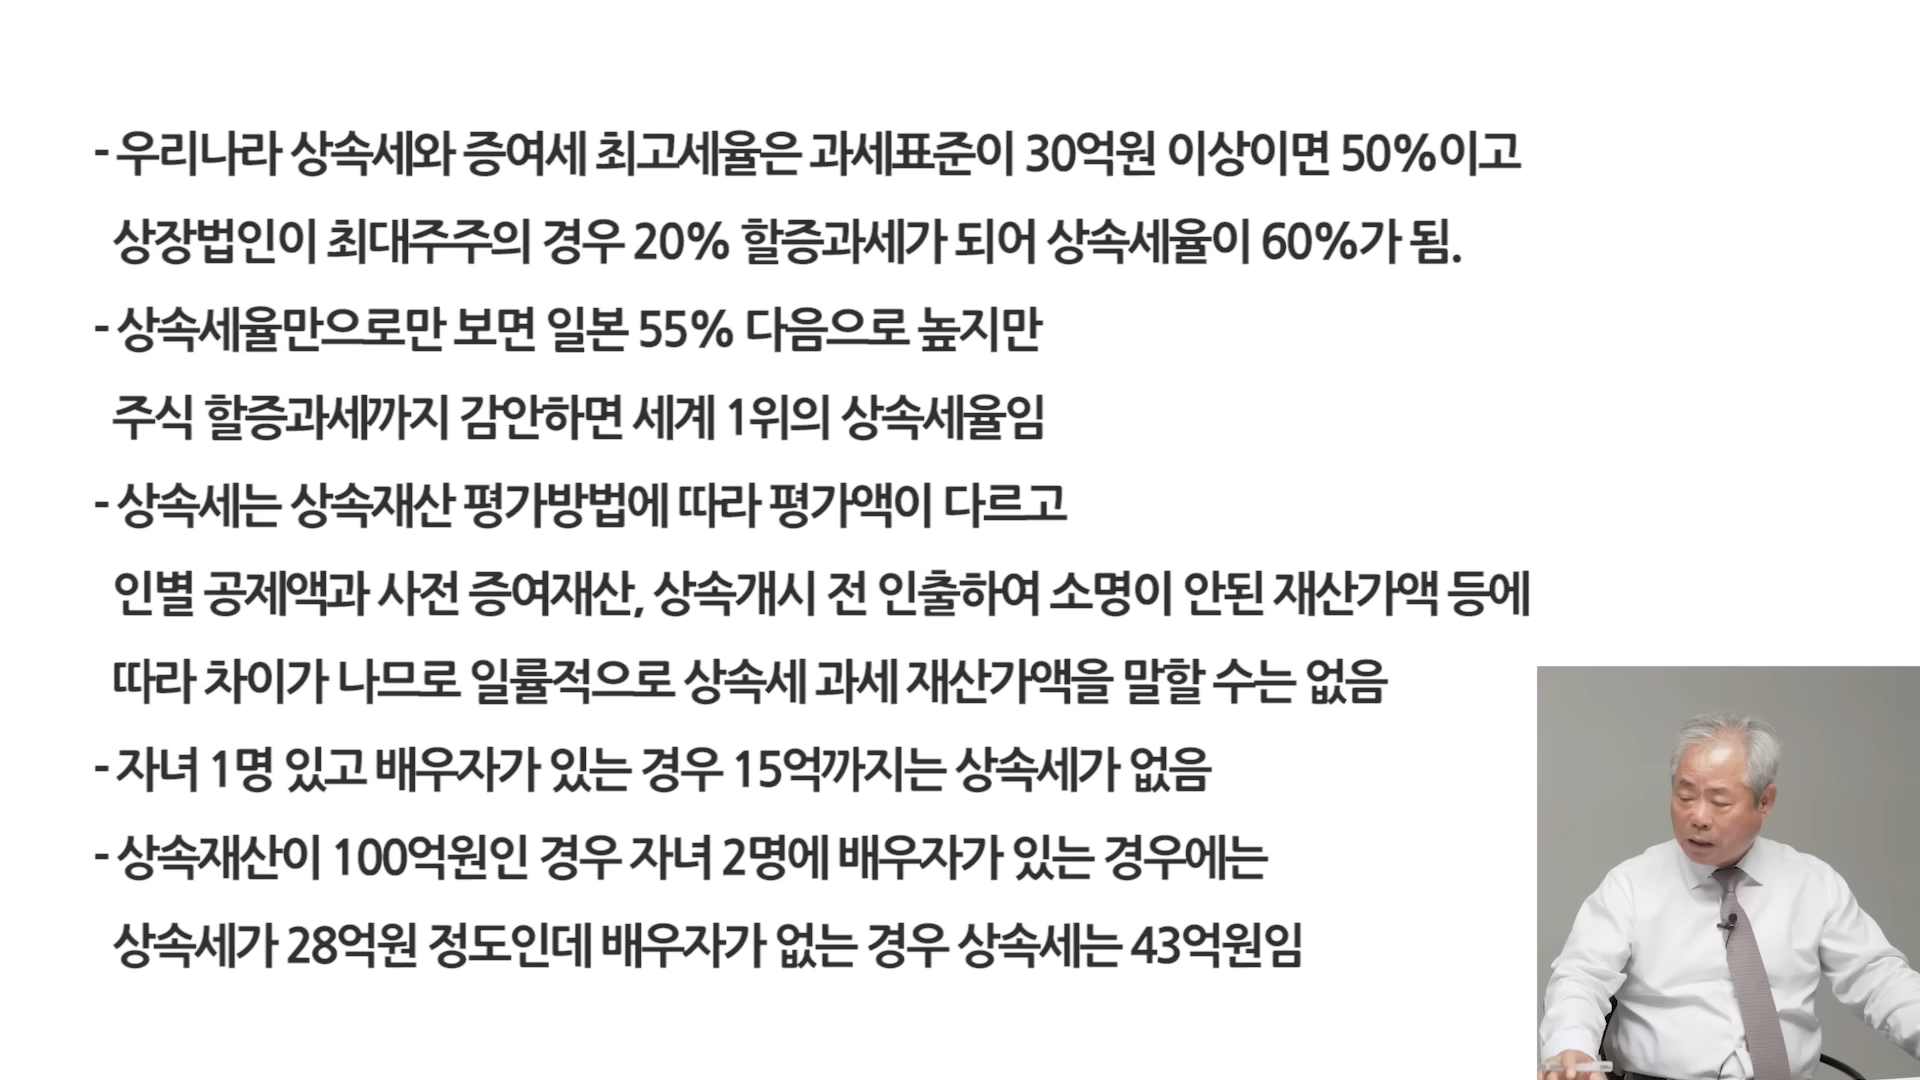 - 우리나라 상속세와 증여세 최고세율은 과세표준이 30억원 이상이면 50%이고
상장법인이 최대주주의 경우 20% 할증과세가 되어 상속세율이 60%가 됨.
- 상속세율만으로만 보면 일본 55% 다음으로 높지만
주식 할증과세까지 감안하면 세계 1위의 상속세율임
- 상속세는 상속재산 평가방법에 따라 평가액이 다르고
인별 공제액과 사전 증여재산, 상속개시 전 인출하여 소명이 안된 재산가액 등에
따라 차이가 나므로 일률적으로 상속세 과세 재산가액을 말할 수는 없음
- 자녀 1명 있고 배우자가 있는 경우 15억까지는 상속세가 없음
- 상속재산이 100억원인 경우 자녀 2명에 배우자가 있는 경우에는
상속세가 28억원 정도인데 배우자가 없는 경우 상속세는 43억원임